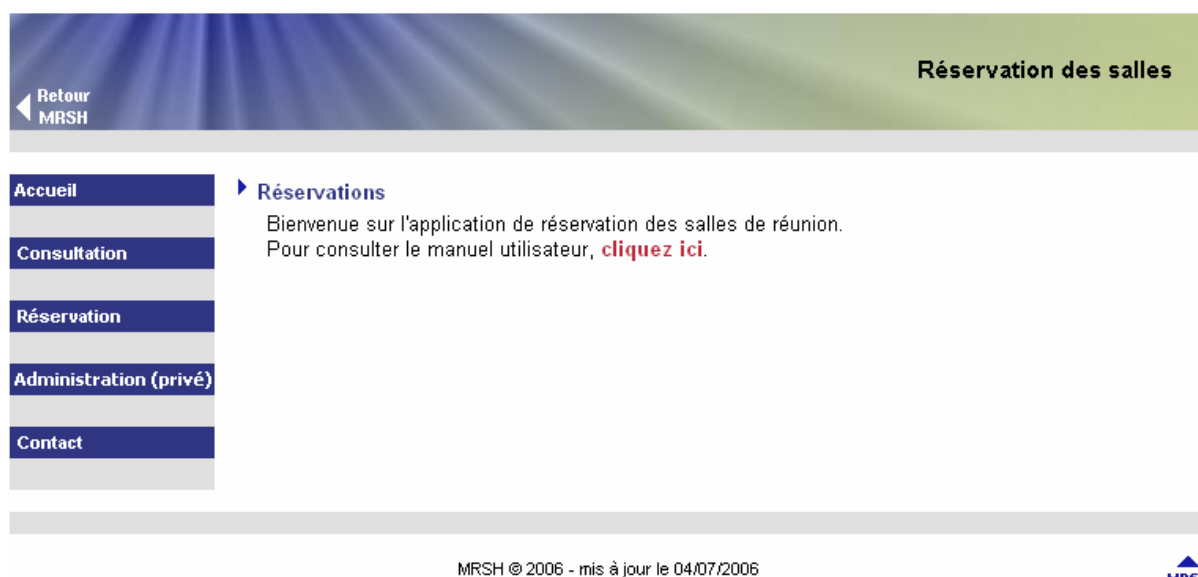 Réservation des salles
Retour
MRSH
Accueil
Consultation
Réservation
Administration (privé)
Contact
Réservations
Bienvenue sur l'application de réservation des salles de réunion.
Pour consulter le manuel utilisateur, cliquez ici.
MRSH © 2006 - mis à jour le 04/07/2006